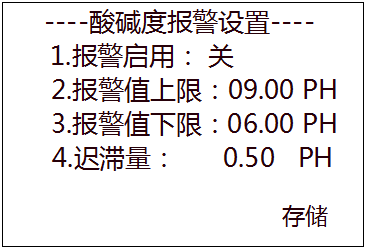 ----酸碱度报警设置----
1.报警启用： 关
2.报警值上限：09.00 PH
3.报警值下限：06.00 PH
4.迟滞量： 0.50 PH
存储